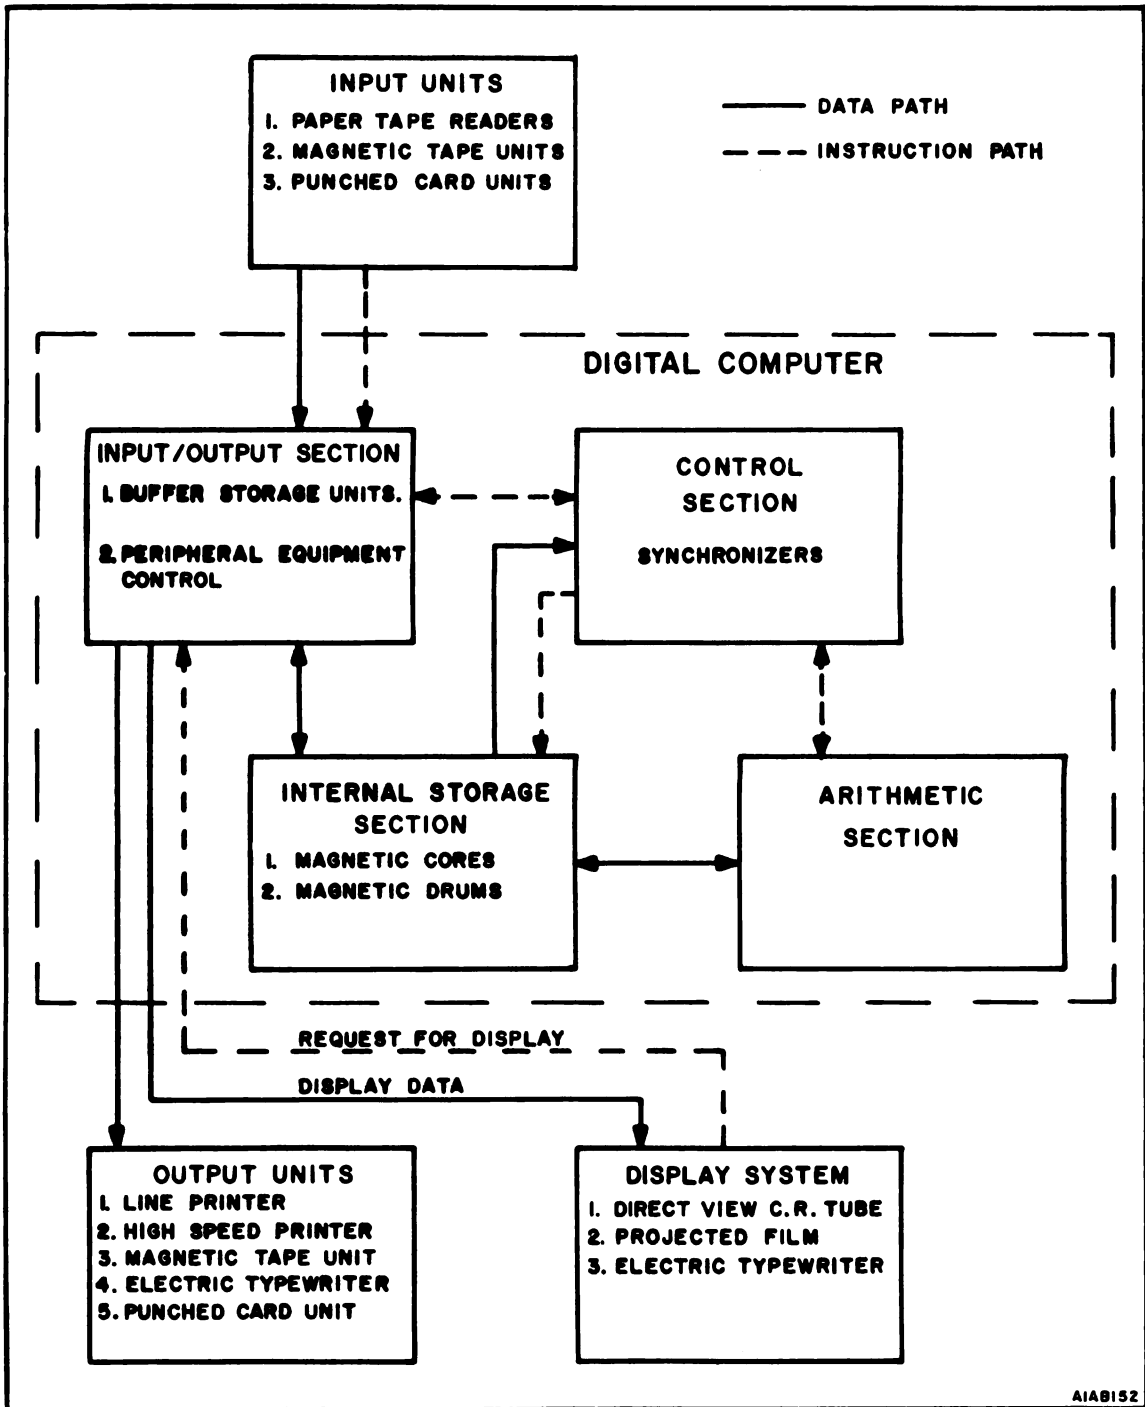 INPUT UNITS
1. PAPER TAPE READERS
2. MAGNETIC TAPE UNITS
3. PUNCHED CARD UNITS
DATA PATH
INSTRUCTION PATH
DIGITAL COMPUTER
INPUT/OUTPUT SECTION
1. BUFFER STORAGE UNITS.
2. PERIPHERAL EQUIPMENT
CONTROL
CONTROL
SECTION
SYNCHRONIZERS
INTERNAL STORAGE
SECTION
1. MAGNETIC CORES
2. MAGNETIC DRUMS
ARITHMETIC
SECTION
REQUEST FOR DISPLAY
DISPLAY DATA
OUTPUT UNITS
1. LINE PRINTER
2. HIGH SPEED PRINTER
3. MAGNETIC TAPE UNIT
4. ELECTRIC TYPEWRITER
5. PUNCHED CARD UNIT
DISPLAY SYSTEM
1. DIRECT VIEW C.R. TUBE
2. PROJECTED FILM
3. ELECTRIC TYPEWRITER
A1AB152